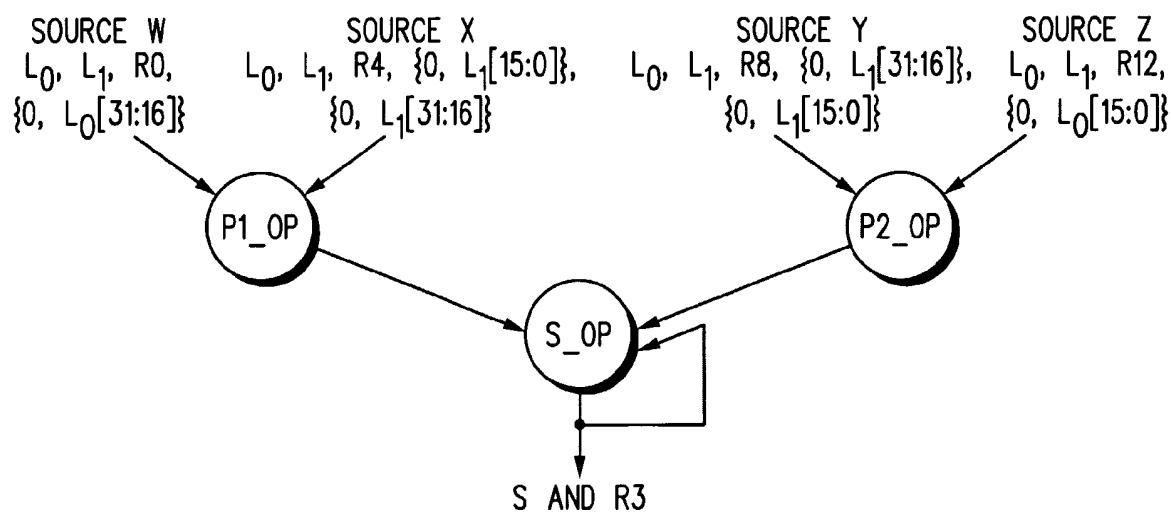 SOURCE W
L0, L1, R0,
{0, L0[31:16]}
SOURCE X
L0, L1, R4, {0, L1[15:0]},
{0, L1[31:16]}
SOURCE Y
L0, L1, R8, {0, L1[31:16]},
{0, L1[15:0]}
SOURCE Z
L0, L1, R12,
{0, L0[15:0]}
P1_OP
P2_OP
S_OP
S AND R3